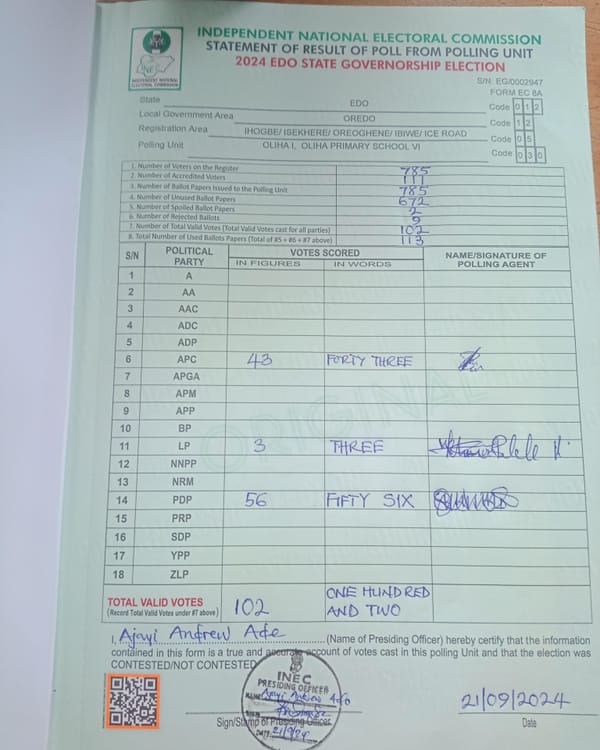 INDEPENDENT NATIONAL ELECTORAL COMMISSION
STATEMENT OF RESULT OF POLL FROM POLLING UNIT
2024 EDO STATE GOVERNORSHIP ELECTION
INEC
INDEPENDENT NATIONAL
ELECTORAL COMMISSION
S/N: EG/0002947
FORM EC 8A
State EDO Code 0 1 2
Local Government Area OREDO Code 1 2
Registration Area IHOGBE/ ISEKHERE/ OREOGHENE/ IBIWE/ ICE ROAD Code 0 5
Polling Unit OLIHA I, OLIHA PRIMARY SCHOOL VI Code 0 3 0
1. Number of Voters on the Register 785
2. Number of Accredited Voters 111
3. Number of Ballot Papers Issued to the Polling Unit 785
4. Number of Unused Ballot Papers 672
5. Number of Spoiled Ballot Papers 2
6. Number of Rejected Ballots 9
7. Number of Total Valid Votes (Total Valid Votes cast for all parties) 102
8. Total Number of Used Ballots Papers (Total of #5 + #6 + #7 above) 113
S/N POLITICAL PARTY VOTES SCORED NAME/SIGNATURE OF POLLING AGENT
IN FIGURES IN WORDS
1 A
2 AA
3 AAC
4 ADC
5 ADP
6 APC 43 FORTY THREE
7 APGA
8 APM
9 APP
10 BP
11 LP 3 THREE
12 NNPP
13 NRM
14 PDP 56 FIFTY SIX
15 PRP
16 SDP
17 YPP
18 ZLP
ORIGINAL
TOTAL VALID VOTES 102 ONE HUNDRED
(Record Total Valid Votes under #7 above) AND TWO
I, Ajayi Andrew Ade (Name of Presiding Officer) hereby certify that the information
contained in this form is a true and accurate account of votes cast in this polling Unit and that the election was
CONTESTED/NOT CONTESTED
INEC
PRESIDING OFFICER
NAME Ajayi Andrew Ade
SIGN
DATE 21/9/24
21/09/2024
Sign/Stamp of Presiding Officer Date